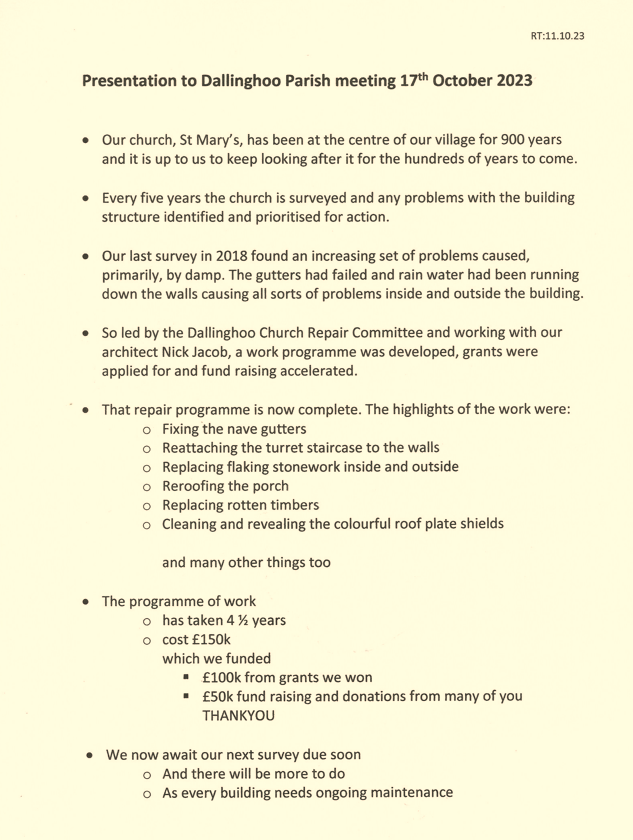 RT:11.10.23
Presentation to Dallinghoo Parish meeting 17th October 2023
• Our church, St Mary's, has been at the centre of our village for 900 years
and it is up to us to keep looking after it for the hundreds of years to come.
• Every five years the church is surveyed and any problems with the building
structure identified and prioritised for action.
• Our last survey in 2018 found an increasing set of problems caused,
primarily, by damp. The gutters had failed and rain water had been running
down the walls causing all sorts of problems inside and outside the building.
• So led by the Dallinghoo Church Repair Committee and working with our
architect Nick Jacob, a work programme was developed, grants were
applied for and fund raising accelerated.
• That repair programme is now complete. The highlights of the work were:
o Fixing the nave gutters
o Reattaching the turret staircase to the walls
o Replacing flaking stonework inside and outside
o Reroofing the porch
o Replacing rotten timbers
o Cleaning and revealing the colourful roof plate shields
and many other things too
• The programme of work
o has taken 4 ½ years
o cost £150k
which we funded
▪ £100k from grants we won
▪ £50k fund raising and donations from many of you
THANKYOU
• We now await our next survey due soon
o And there will be more to do
o As every building needs ongoing maintenance